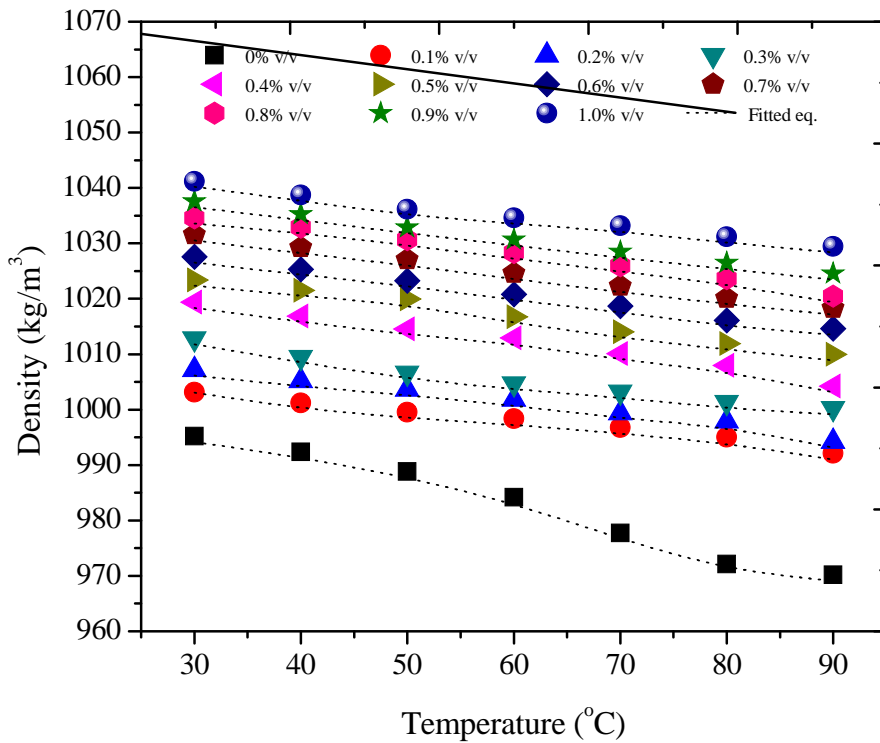 1070
1060
1050
1040
1030
1020
1010
1000
990
980
970
960
Density (kg/m³)
0% v/v 0.1% v/v 0.2% v/v 0.3% v/v
0.4% v/v 0.5% v/v 0.6% v/v 0.7% v/v
0.8% v/v 0.9% v/v 1.0% v/v Fitted eq.
30 40 50 60 70 80 90
Temperature (°C)